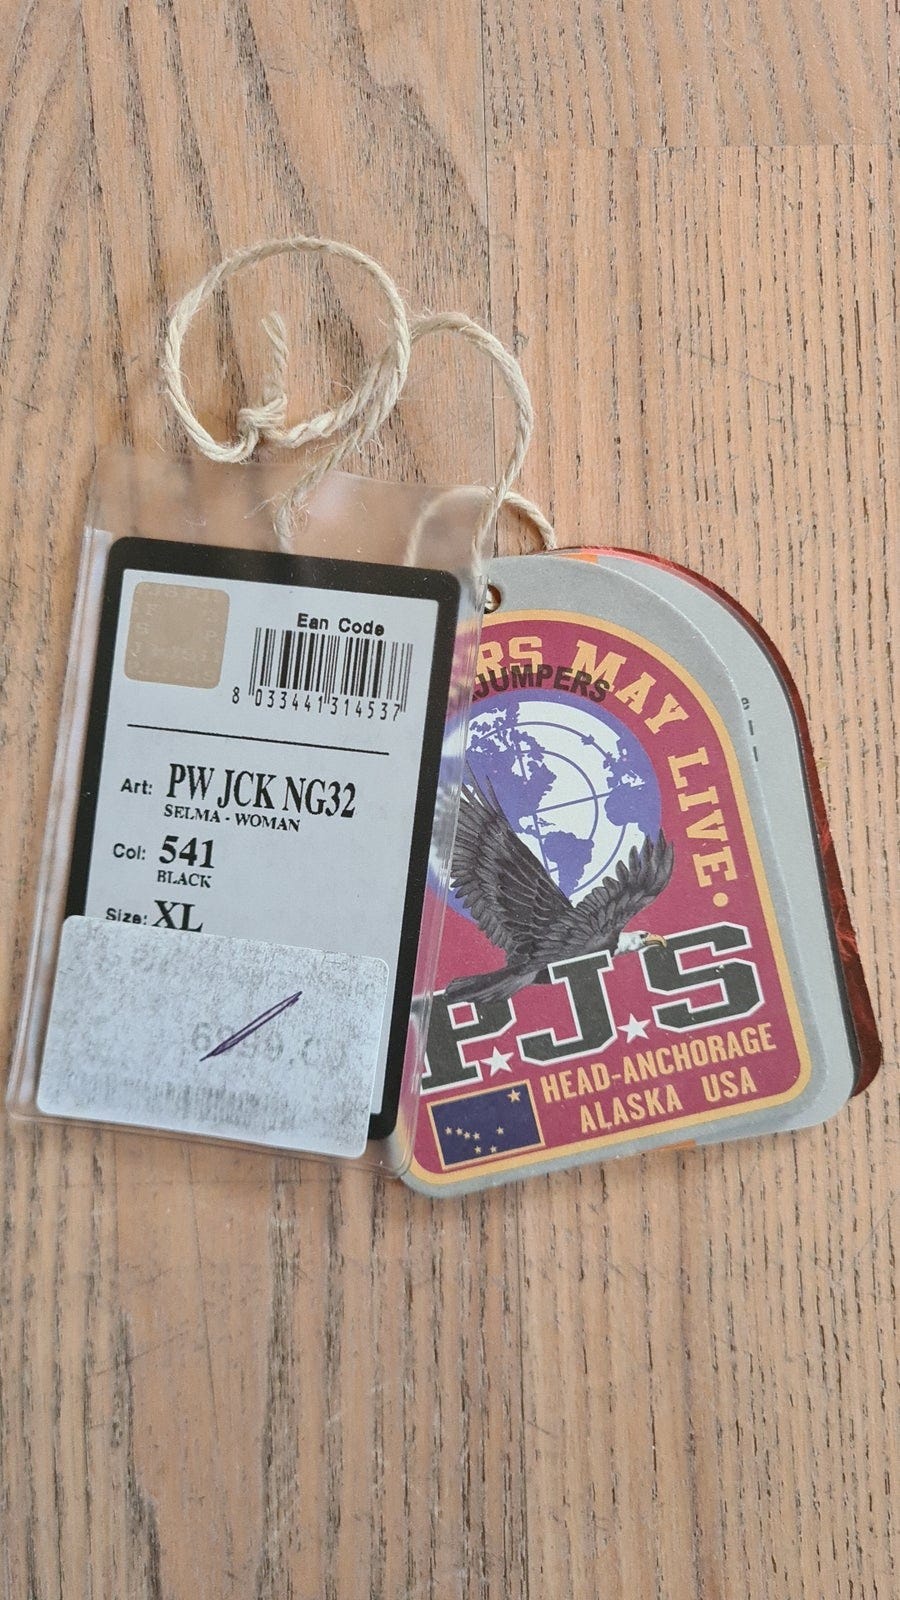 Ean Code
8 033441 314537
Art: PW JCK NG32
SELMA - WOMAN
Col: 541
BLACK
Size: XL
RS MAY LIVE.
JUMPERS
P.J.S
HEAD-ANCHORAGE
ALASKA USA